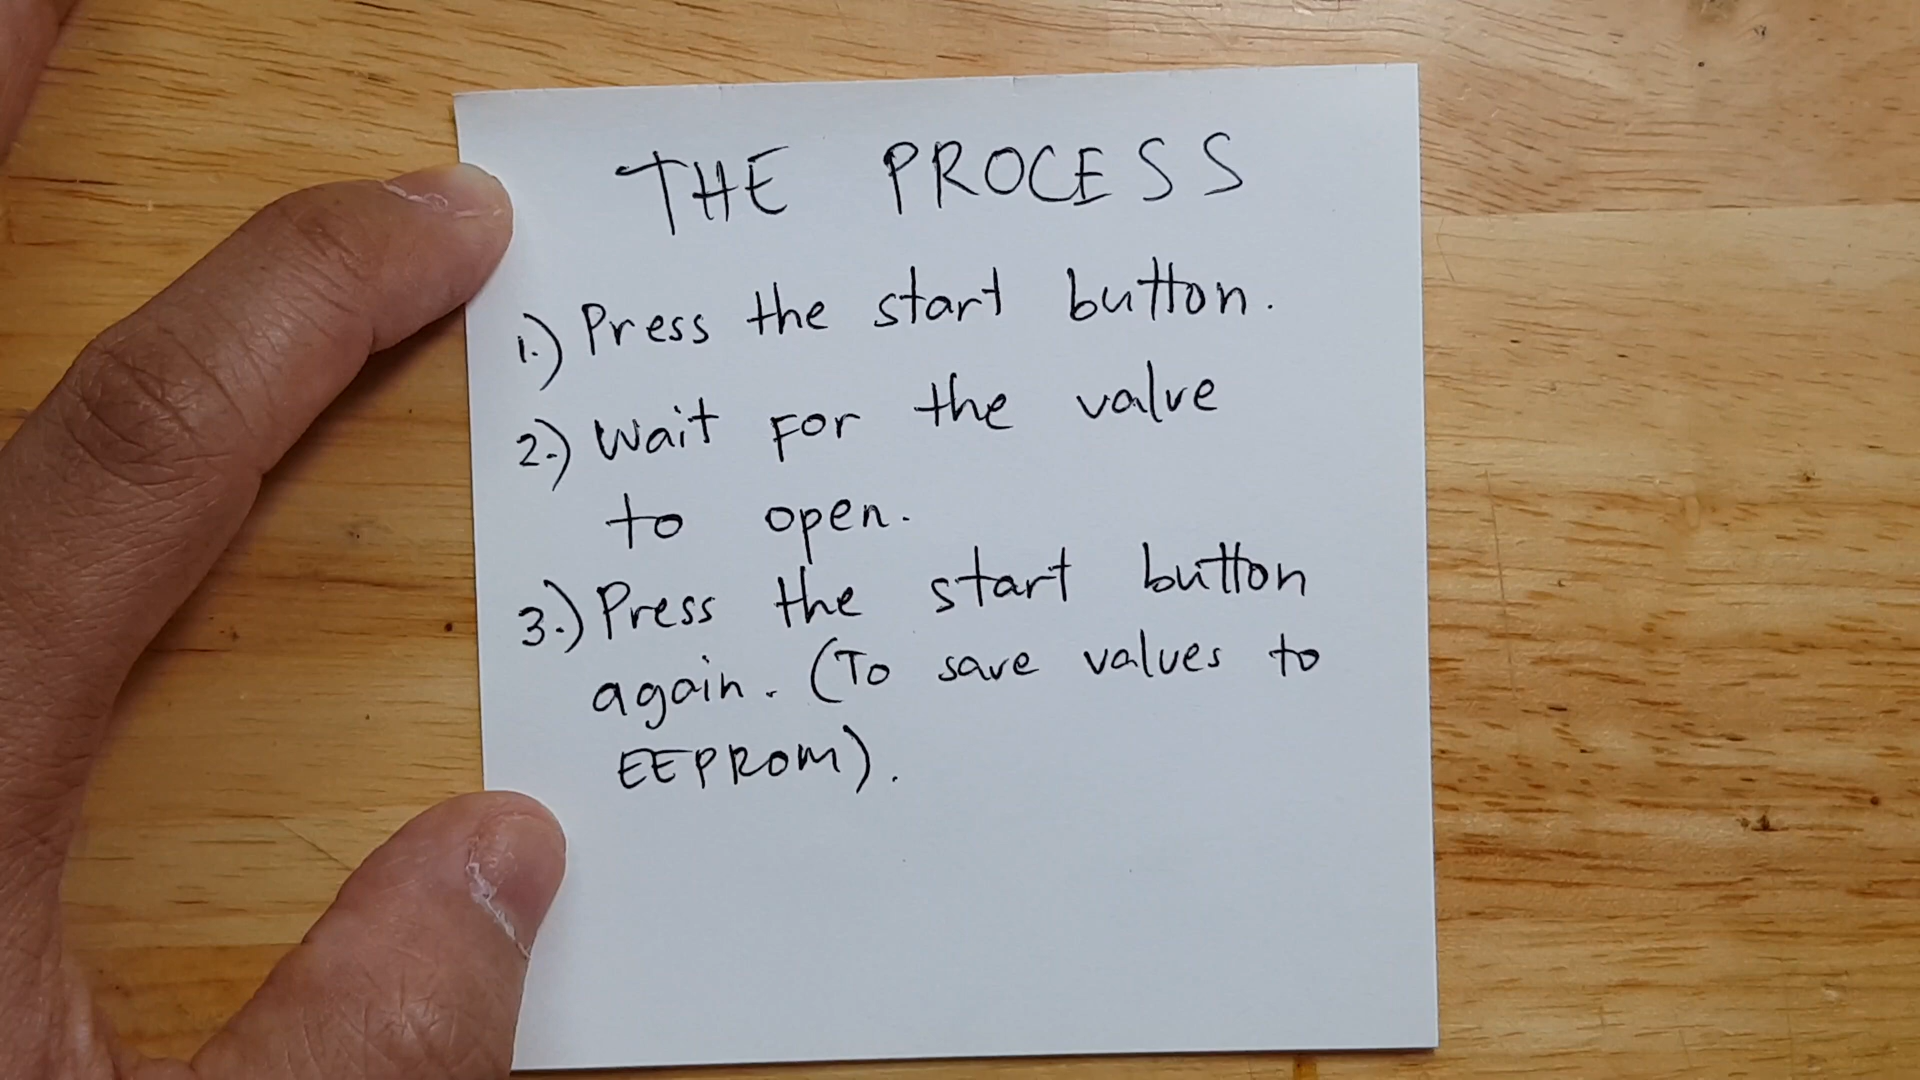 THE PROCESS
1.) Press the start button.
2.) Wait For the valve
to open.
3.) Press the start button
again. (To save values to
EEPROM).